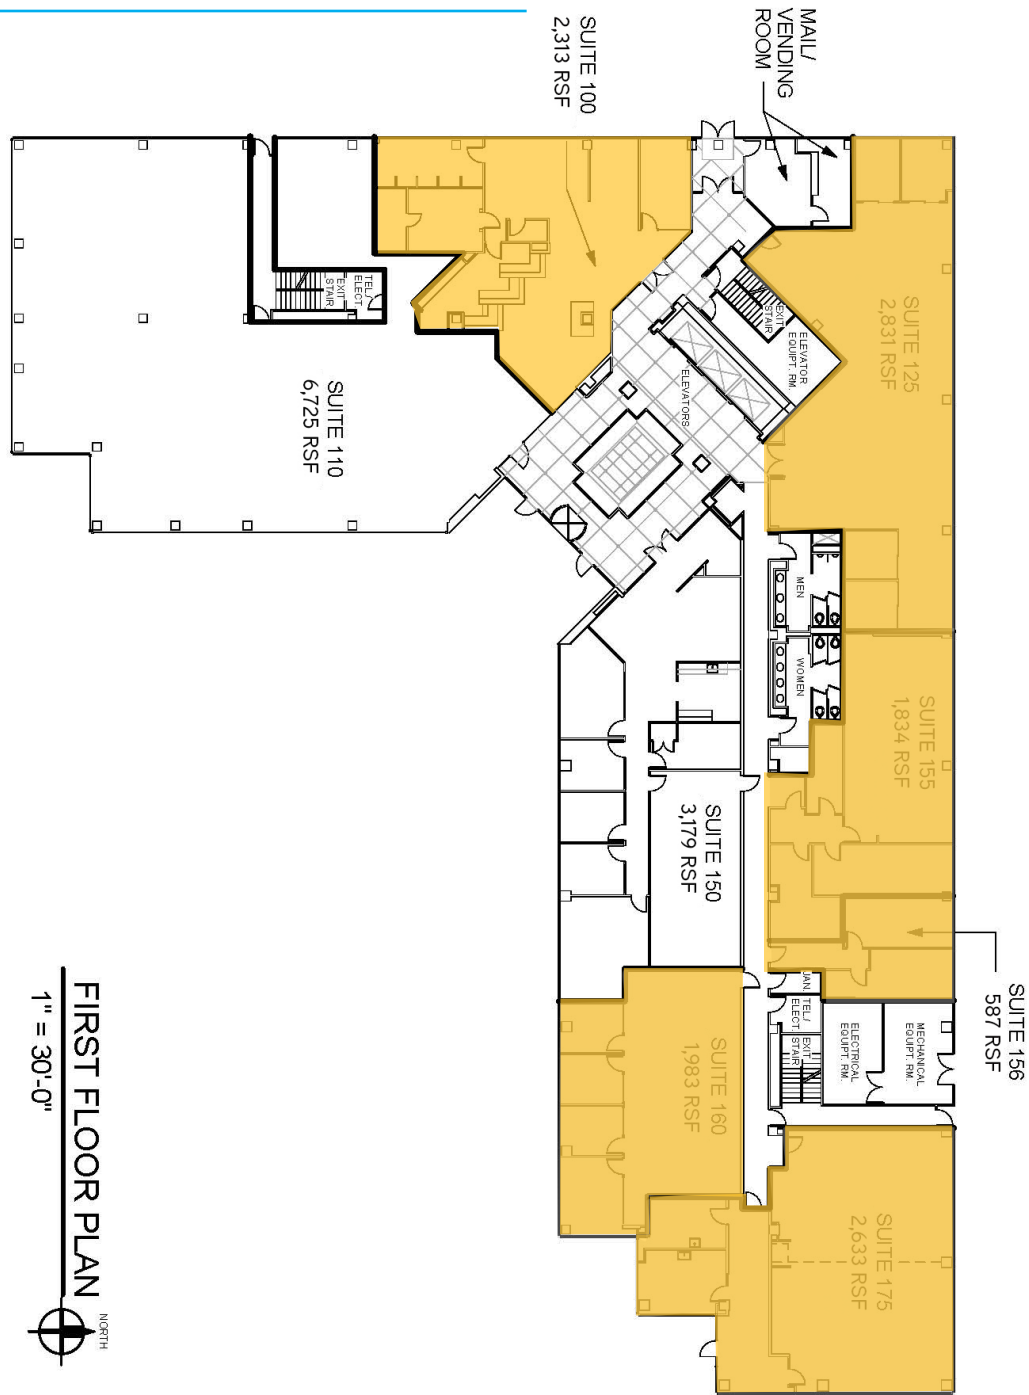 MAIL/
VENDING
ROOM
SUITE 100
2,313 RSF
SUITE 125
2,831 RSF
EXIT
STAIR
ELEVATOR
EQUIPT. RM.
ELEVATORS
TEL./
ELECT.
EXIT
STAIR
SUITE 110
6,725 RSF
MEN
WOMEN
SUITE 155
1,834 RSF
SUITE 150
3,179 RSF
SUITE 156
587 RSF
JAN.
TEL./
ELECT.
EXIT
STAIR
ELECTRICAL
EQUIPT. RM.
MECHANICAL
EQUIPT. RM.
SUITE 160
1,983 RSF
SUITE 175
2,633 RSF
FIRST FLOOR PLAN
1" = 30'-0"
NORTH